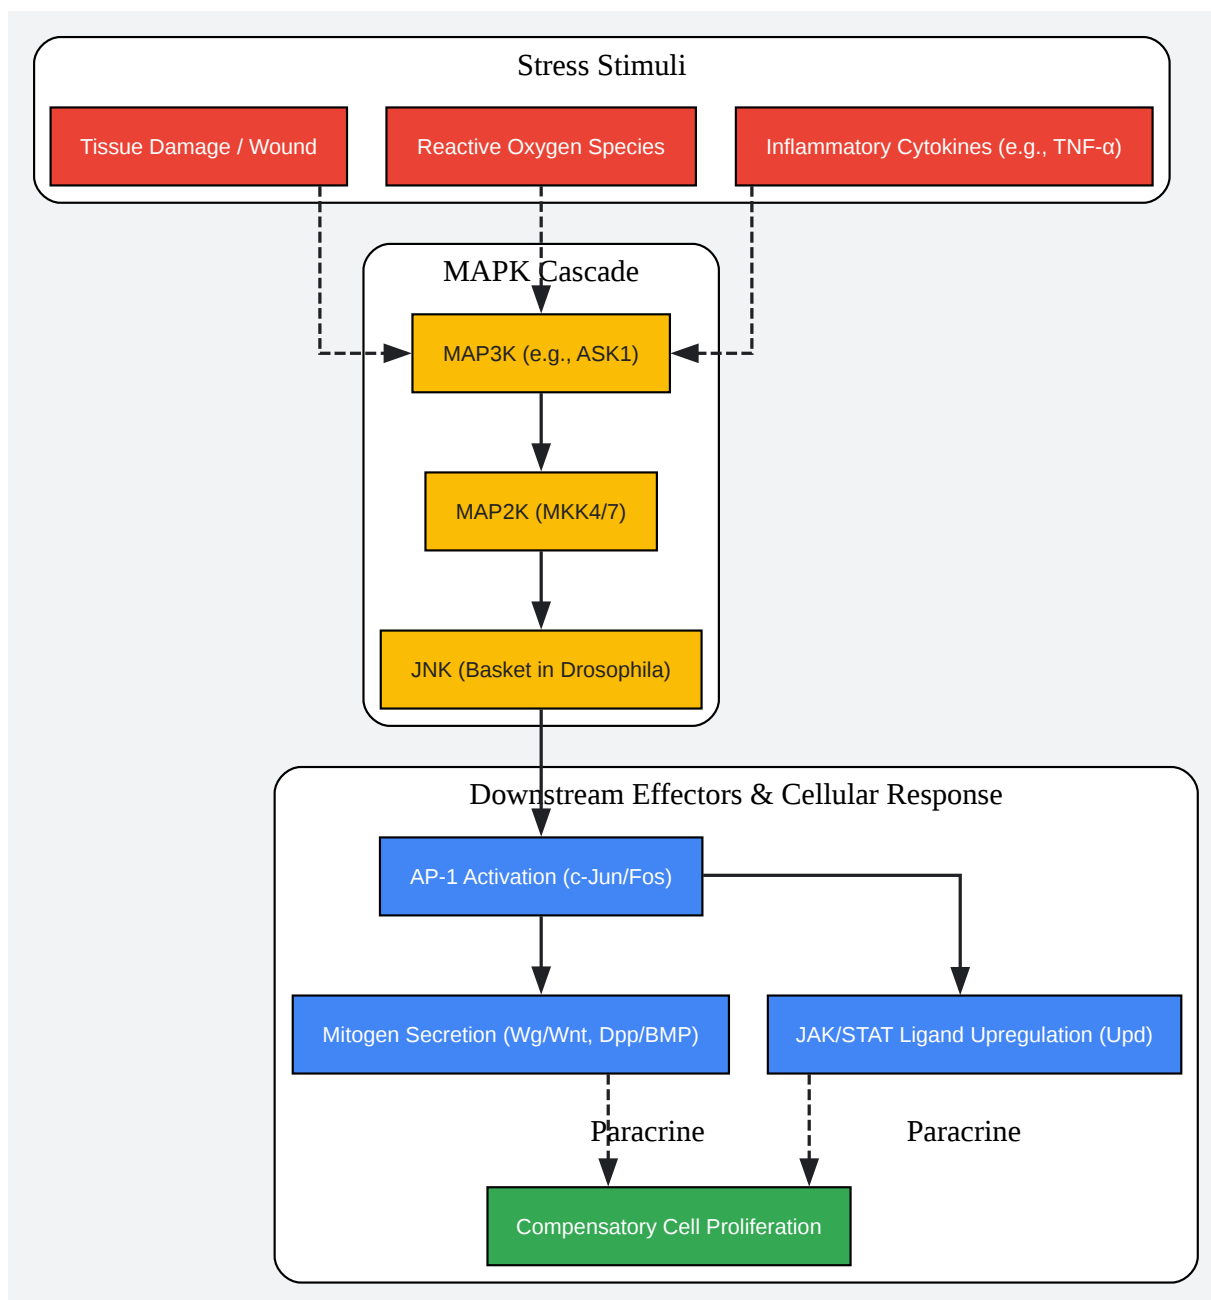 Stress Stimuli
Tissue Damage / Wound
Reactive Oxygen Species
Inflammatory Cytokines (e.g., TNF-α)
MAPK Cascade
MAP3K (e.g., ASK1)
MAP2K (MKK4/7)
JNK (Basket in Drosophila)
Downstream Effectors & Cellular Response
AP-1 Activation (c-Jun/Fos)
Mitogen Secretion (Wg/Wnt, Dpp/BMP)
JAK/STAT Ligand Upregulation (Upd)
Paracrine
Paracrine
Compensatory Cell Proliferation